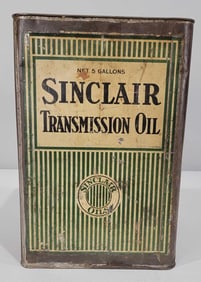 NET 5 GALLONS
SINCLAIR
TRANSMISSION OIL
SINCLAIR
OILS